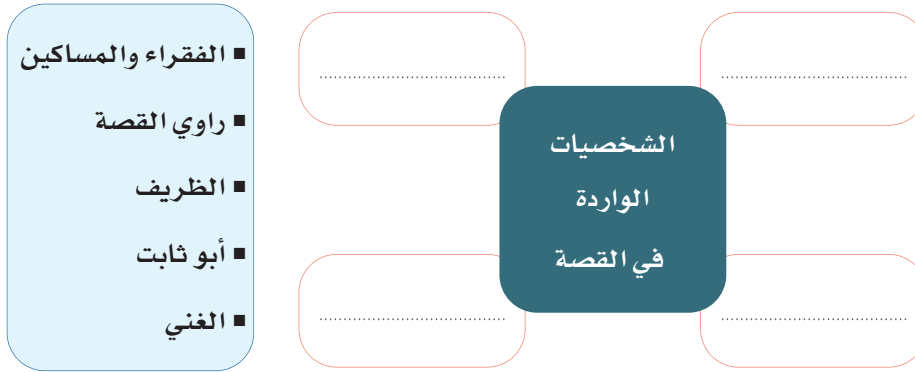 الشخصيات
الواردة
في القصة
▪ الفقراء والمساكين
▪ راوي القصة
▪ الظريف
▪ أبو ثابت
▪ الغني